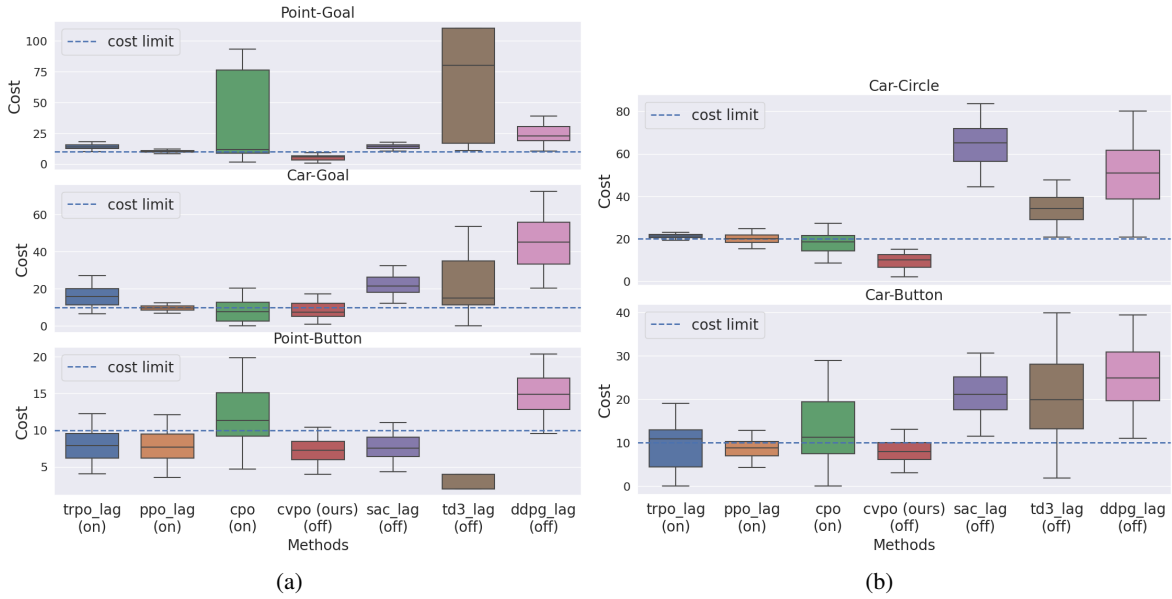 Point-Goal
cost limit
Cost
100
75
50
25
0
Car-Goal
cost limit
Cost
60
40
20
0
Point-Button
cost limit
Cost
20
15
10
5
trpo_lag (on)
ppo_lag (on)
cpo (on)
cvpo (ours) (off)
sac_lag (off)
td3_lag (off)
ddpg_lag (off)
Methods
(a)
Car-Circle
cost limit
Cost
80
60
40
20
0
Car-Button
cost limit
Cost
40
30
20
10
0
trpo_lag (on)
ppo_lag (on)
cpo (on)
cvpo (ours) (off)
sac_lag (off)
td3_lag (off)
ddpg_lag (off)
Methods
(b)